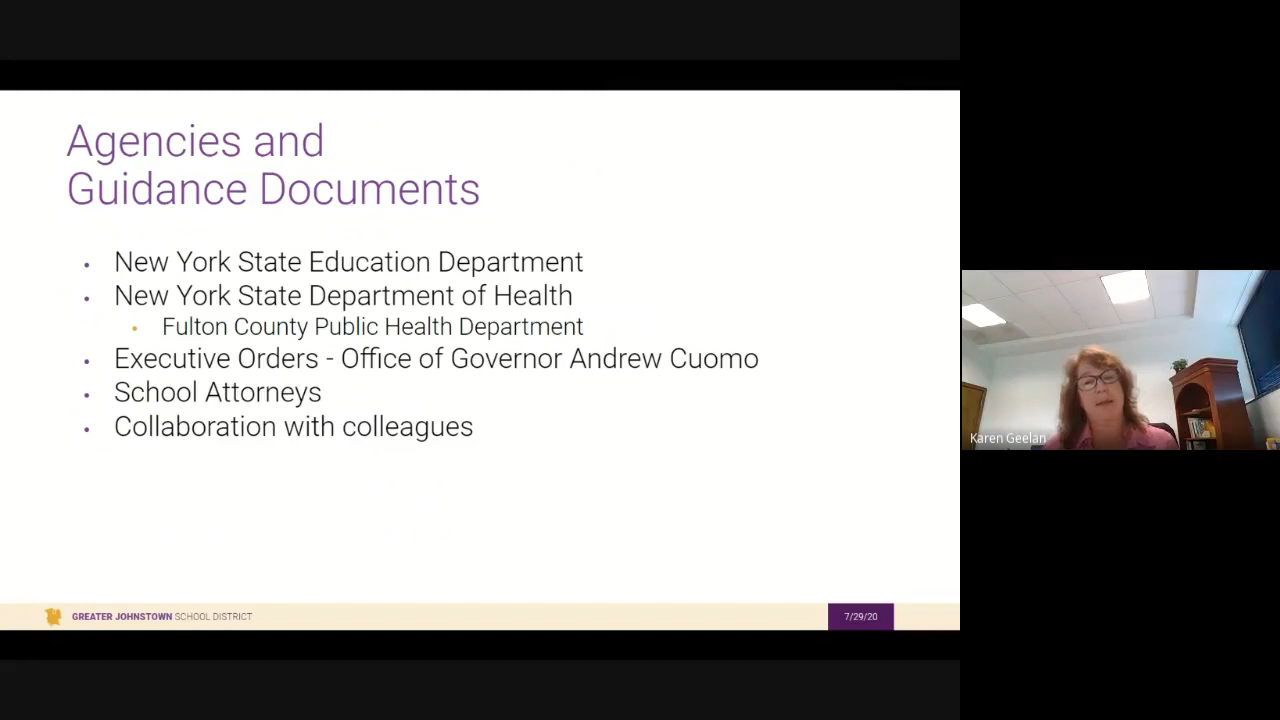 Agencies and
Guidance Documents
• New York State Education Department
• New York State Department of Health
• Fulton County Public Health Department
• Executive Orders - Office of Governor Andrew Cuomo
• School Attorneys
• Collaboration with colleagues
GREATER JOHNSTOWN SCHOOL DISTRICT
7/29/20
Karen Geelan